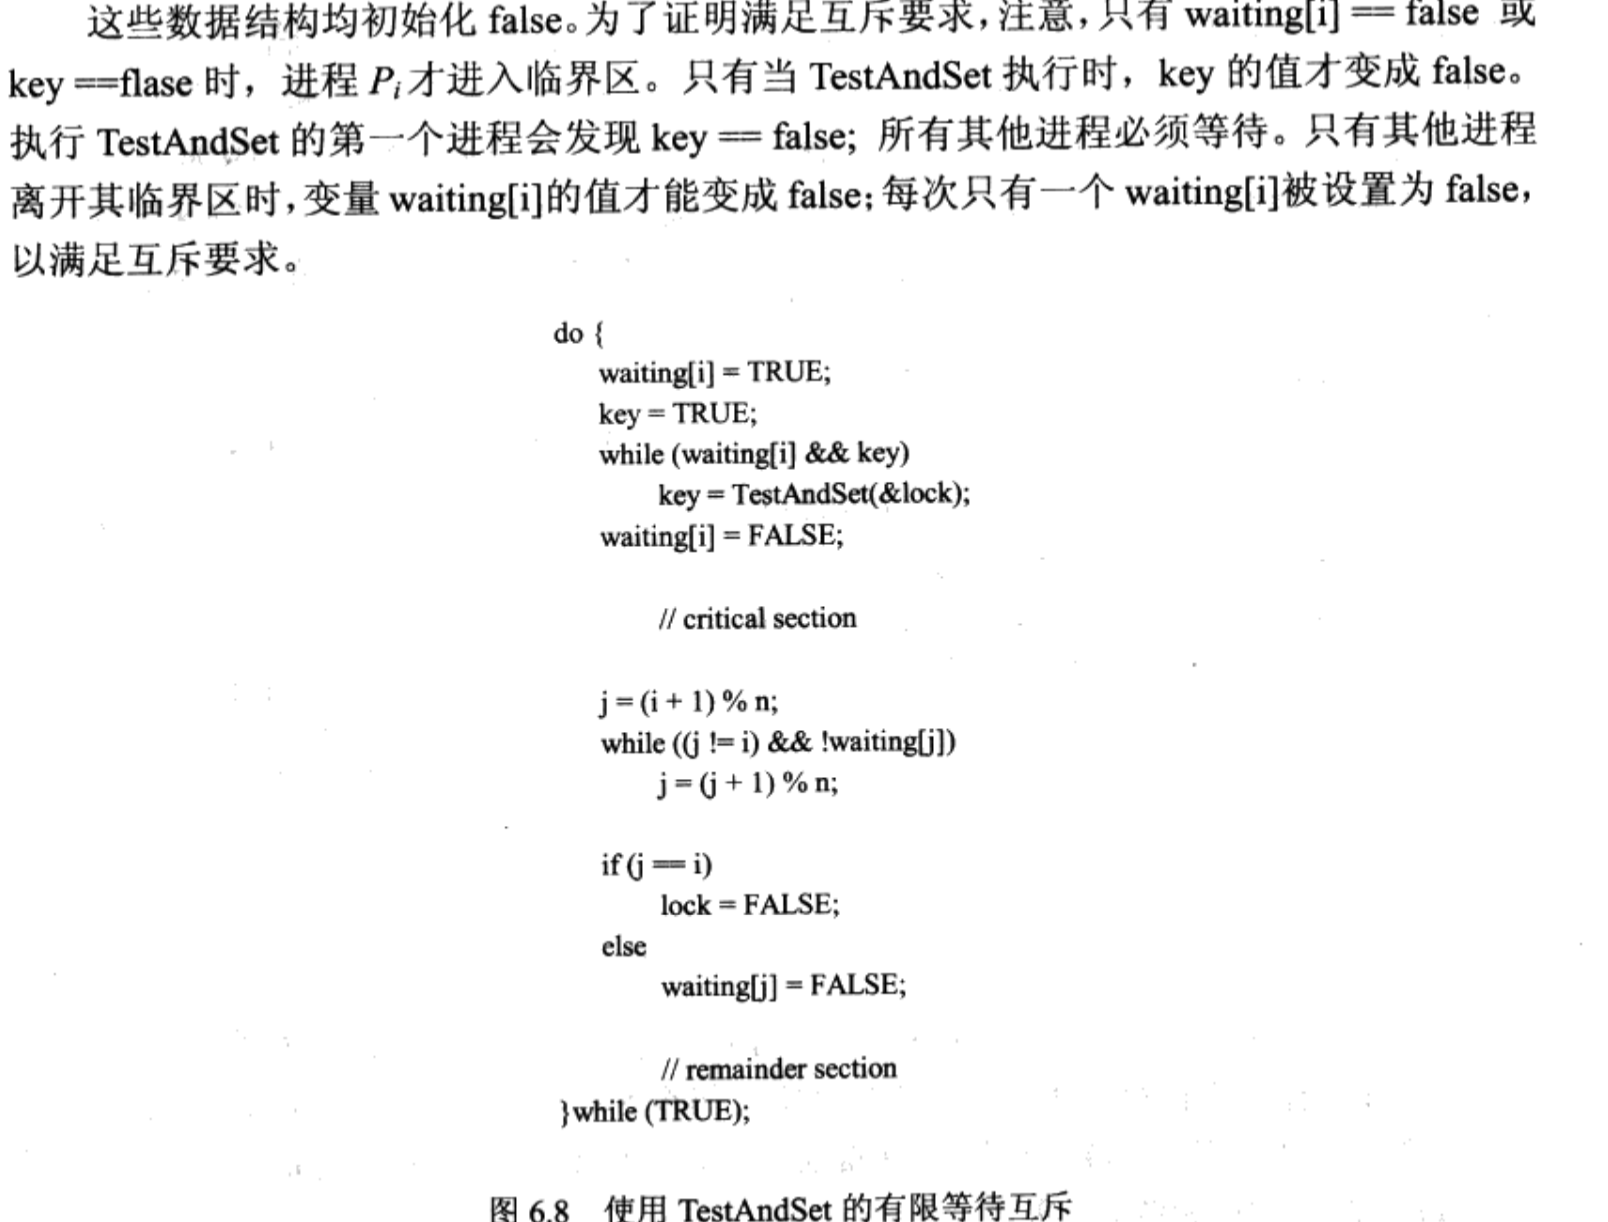 这些数据结构均初始化 false。为了证明满足互斥要求，注意，只有 waiting[i] == false 或
key ==flase 时，进程 Pi 才进入临界区。只有当 TestAndSet 执行时，key 的值才变成 false。
执行 TestAndSet 的第一个进程会发现 key == false; 所有其他进程必须等待。只有其他进程
离开其临界区时，变量 waiting[i]的值才能变成 false；每次只有一个 waiting[i]被设置为 false，
以满足互斥要求。
do {
waiting[i] = TRUE;
key = TRUE;
while (waiting[i] && key)
key = TestAndSet(&lock);
waiting[i] = FALSE;
// critical section
j = (i + 1) % n;
while ((j != i) && !waiting[j])
j = (j + 1) % n;
if (j == i)
lock = FALSE;
else
waiting[j] = FALSE;
// remainder section
}while (TRUE);
图 6.8 使用 TestAndSet 的有限等待互斥